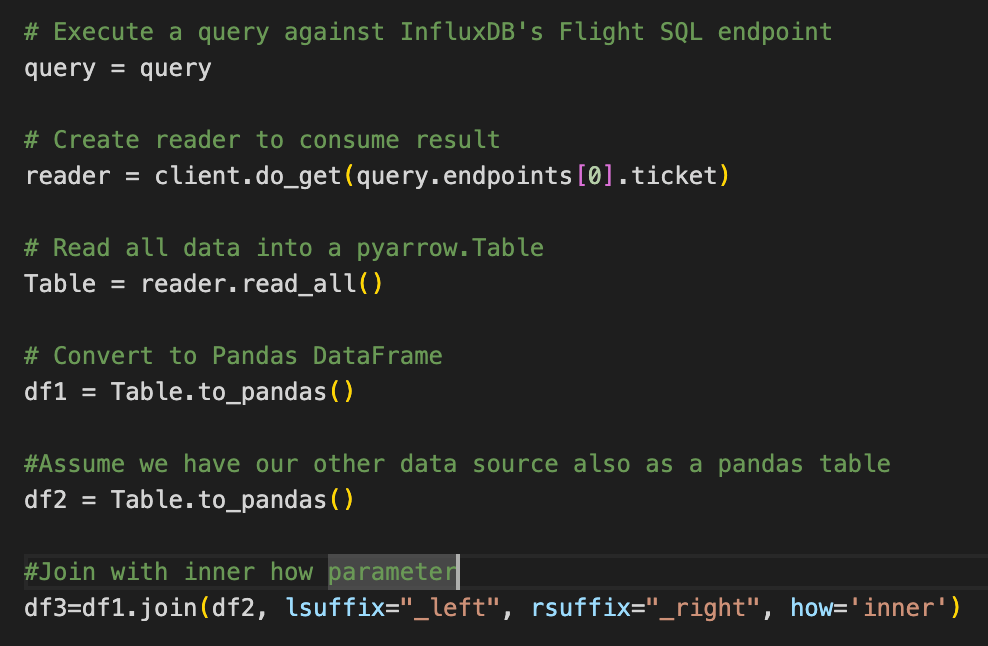 # Execute a query against InfluxDB's Flight SQL endpoint
query = query
# Create reader to consume result
reader = client.do_get(query.endpoints[0].ticket)
# Read all data into a pyarrow.Table
Table = reader.read_all()
# Convert to Pandas DataFrame
df1 = Table.to_pandas()
#Assume we have our other data source also as a pandas table
df2 = Table.to_pandas()
#Join with inner how parameter
df3=df1.join(df2, lsuffix="_left", rsuffix="_right", how='inner')